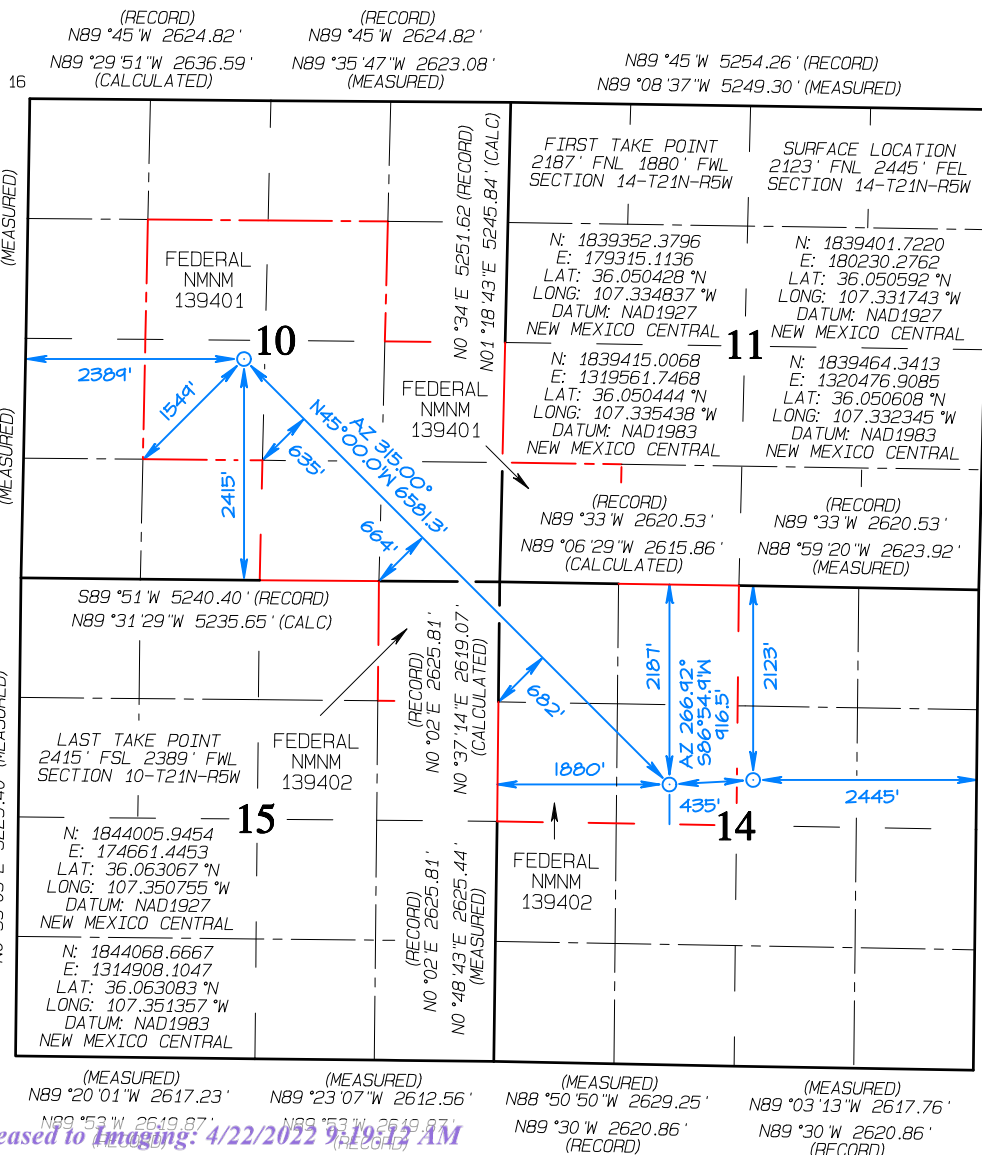 (RECORD)
N89°45'W 2624.82'
N89°29'51"W 2636.59'
(CALCULATED)
(RECORD)
N89°45'W 2624.82'
N89°35'47"W 2623.08'
(MEASURED)
N89°45'W 5254.26' (RECORD)
N89°08'37"W 5249.30' (MEASURED)
16
(MEASURED)
(MEASURED)
(MEASURED)
N0°34'E 5251.62 (RECORD)
N01°18'43"E 5245.84' (CALC)
FIRST TAKE POINT
2187' FNL 1880' FWL
SECTION 14-T21N-R5W
SURFACE LOCATION
2123' FNL 2445' FEL
SECTION 14-T21N-R5W
N: 1839352.3796
E: 179315.1136
LAT: 36.050428°N
LONG: 107.334837°W
DATUM: NAD1927
NEW MEXICO CENTRAL
N: 1839401.7220
E: 180230.2762
LAT: 36.050592°N
LONG: 107.331743°W
DATUM: NAD1927
NEW MEXICO CENTRAL
N: 1839415.0068
E: 1319561.7468
LAT: 36.050444°N
LONG: 107.335438°W
DATUM: NAD1983
NEW MEXICO CENTRAL
N: 1839464.3413
E: 1320476.9085
LAT: 36.050608°N
LONG: 107.332345°W
DATUM: NAD1983
NEW MEXICO CENTRAL
11
FEDERAL
NMNM
139401
10
2389'
1549'
2415'
635'
664'
AZ 315.00°
N45°00.0'W 6581.3'
FEDERAL
NMNM
139401
(RECORD)
N89°33'W 2620.53'
N89°06'29"W 2615.86'
(CALCULATED)
(RECORD)
N89°33'W 2620.53'
N88°59'20"W 2623.92'
(MEASURED)
S89°51'W 5240.40' (RECORD)
N89°31'29"W 5235.65' (CALC)
(RECORD)
N0°02'E 2625.81'
N0°37'14"E 2619.07'
(CALCULATED)
682'
2187'
AZ 266.92°
S86°54.9'W
916.5'
2123'
1880'
435'
2445'
14
LAST TAKE POINT
2415' FSL 2389' FWL
SECTION 10-T21N-R5W
FEDERAL
NMNM
139402
15
N: 1844005.9454
E: 174661.4453
LAT: 36.063067°N
LONG: 107.350755°W
DATUM: NAD1927
NEW MEXICO CENTRAL
N: 1844068.6667
E: 1314908.1047
LAT: 36.063083°N
LONG: 107.351357°W
DATUM: NAD1983
NEW MEXICO CENTRAL
(RECORD)
N0°02'E 2625.81'
N0°48'43"E 2625.44'
(MEASURED)
FEDERAL
NMNM
139402
(MEASURED)
N89°20'01"W 2617.23'
N89°53'W 2619.87'
(RECORD)
(MEASURED)
N89°23'07"W 2612.56'
N89°53'W 2619.87'
(RECORD)
(MEASURED)
N88°50'50"W 2629.25'
N89°30'W 2620.86'
(RECORD)
(MEASURED)
N89°03'13"W 2617.76'
N89°30'W 2620.86'
(RECORD)
eased to Imaging: 4/22/2022 9:19:12 AM